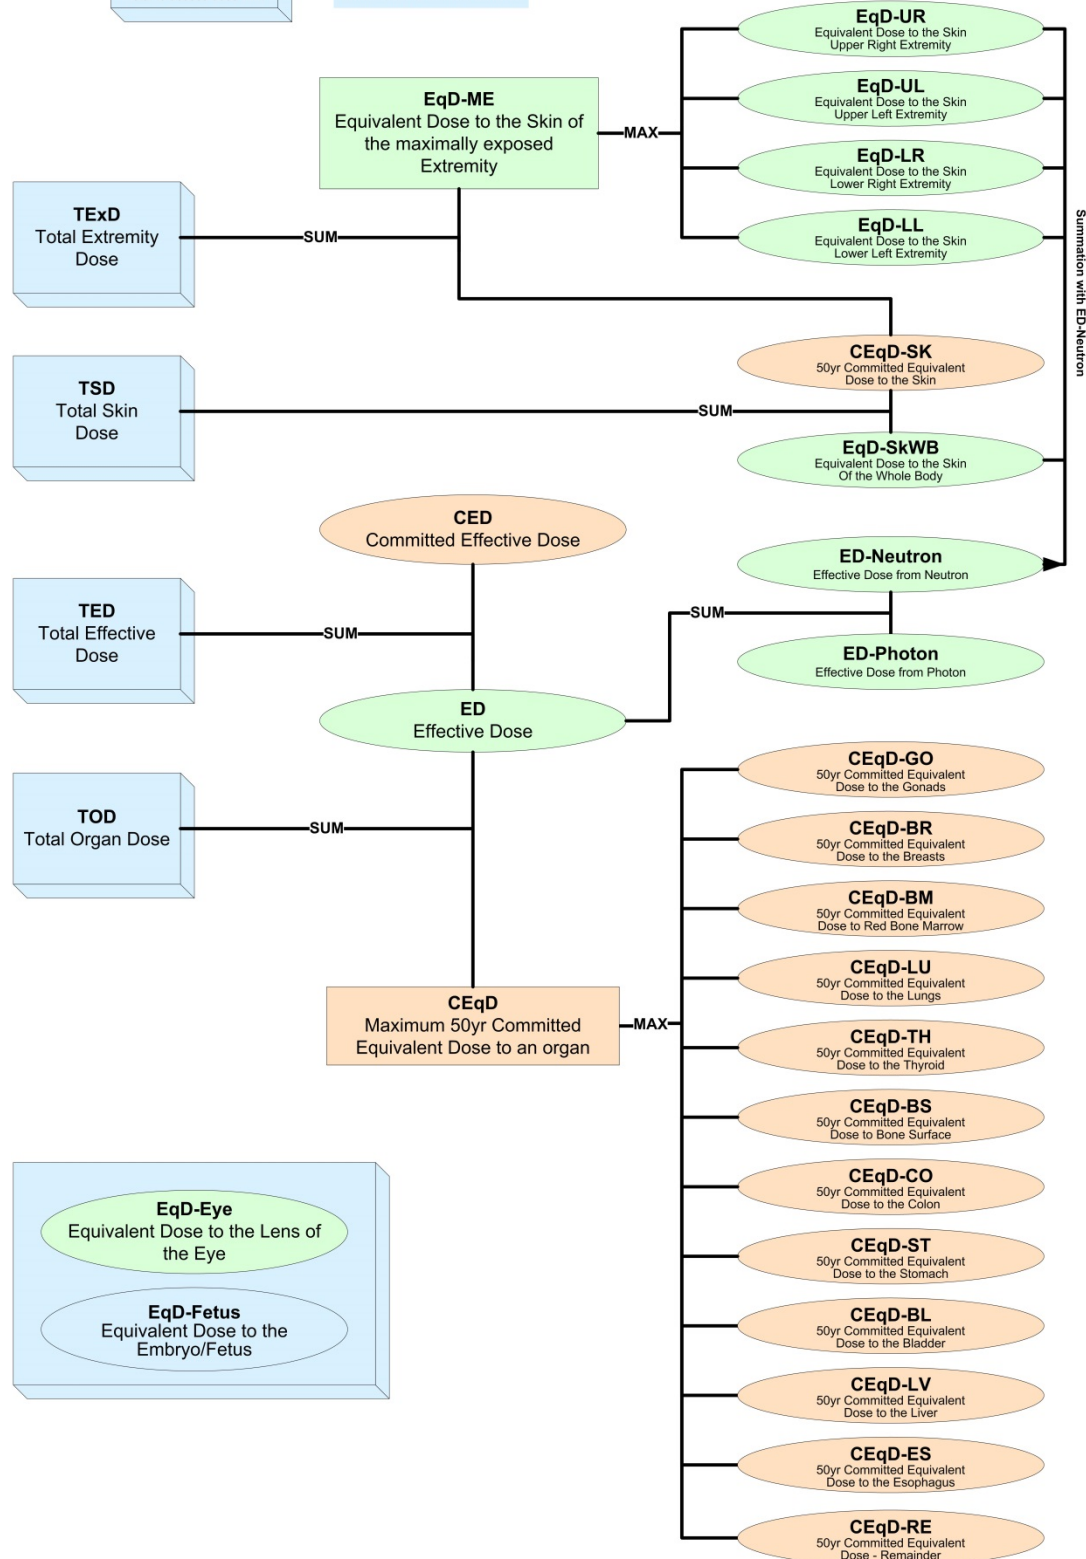 EqD-UR
Equivalent Dose to the Skin
Upper Right Extremity
EqD-UL
Equivalent Dose to the Skin
Upper Left Extremity
EqD-LR
Equivalent Dose to the Skin
Lower Right Extremity
EqD-LL
Equivalent Dose to the Skin
Lower Left Extremity
EqD-ME
Equivalent Dose to the Skin of
the maximally exposed
Extremity
MAX
Summation with ED-Neutron
TExD
Total Extremity
Dose
SUM
CEqD-SK
50yr Committed Equivalent
Dose to the Skin
TSD
Total Skin
Dose
SUM
EqD-SkWB
Equivalent Dose to the Skin
Of the Whole Body
CED
Committed Effective Dose
ED-Neutron
Effective Dose from Neutron
TED
Total Effective
Dose
SUM
SUM
ED-Photon
Effective Dose from Photon
ED
Effective Dose
TOD
Total Organ Dose
SUM
CEqD
Maximum 50yr Committed
Equivalent Dose to an organ
MAX
CEqD-GO
50yr Committed Equivalent
Dose to the Gonads
CEqD-BR
50yr Committed Equivalent
Dose to the Breasts
CEqD-BM
50yr Committed Equivalent
Dose to Red Bone Marrow
CEqD-LU
50yr Committed Equivalent
Dose to the Lungs
CEqD-TH
50yr Committed Equivalent
Dose to the Thyroid
CEqD-BS
50yr Committed Equivalent
Dose to Bone Surface
CEqD-CO
50yr Committed Equivalent
Dose to the Colon
CEqD-ST
50yr Committed Equivalent
Dose to the Stomach
CEqD-BL
50yr Committed Equivalent
Dose to the Bladder
CEqD-LV
50yr Committed Equivalent
Dose to the Liver
CEqD-ES
50yr Committed Equivalent
Dose to the Esophagus
CEqD-RE
50yr Committed Equivalent
Dose - Remainder
EqD-Eye
Equivalent Dose to the Lens of
the Eye
EqD-Fetus
Equivalent Dose to the
Embryo/Fetus